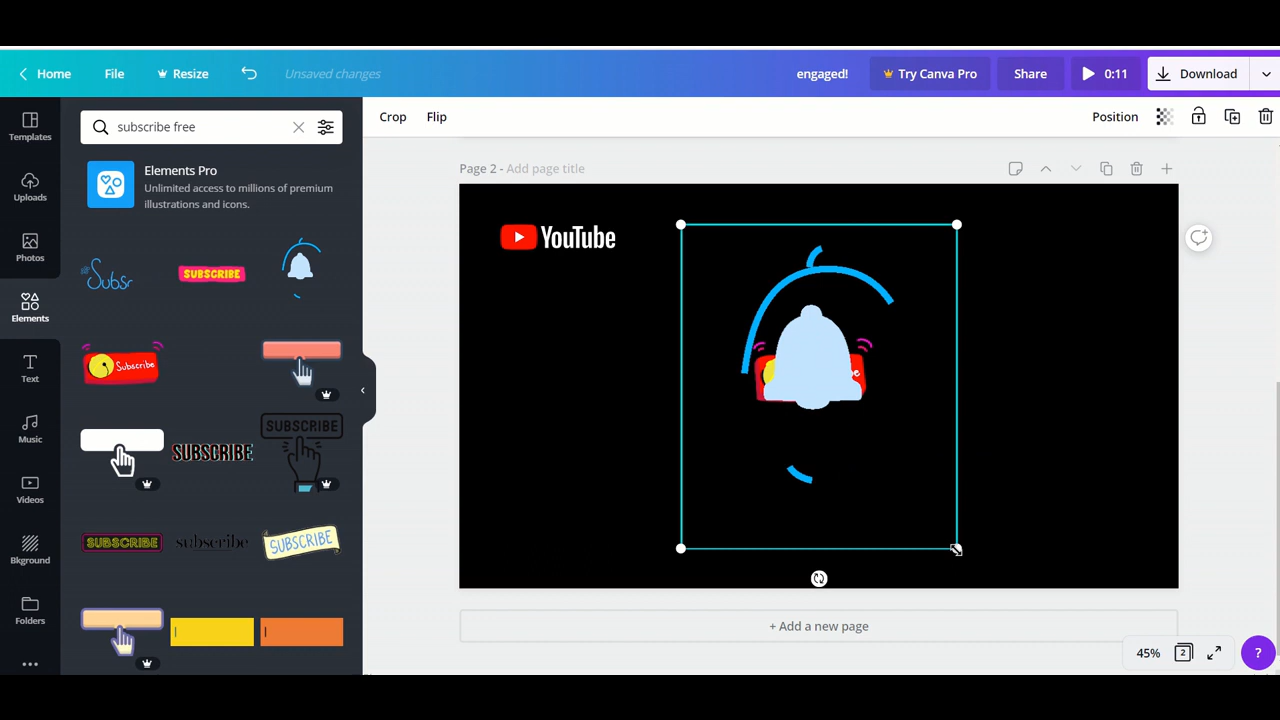 Home File Resize Unsaved changes engaged! Try Canva Pro Share 0:11 Download
Templates
Uploads
Photos
Elements
Text
Music
Videos
Bkground
Folders
subscribe free
Elements Pro
Unlimited access to millions of premium
illustrations and icons.
Subsr
SUBSCRIBE
Subscribe
SUBSCRIBE
SUBSCRIBE
SUBSCRIBE
subscribe
SUBSCRIBE
Crop Flip Position
Page 2 - Add page title
YouTube
+ Add a new page
45% 2 ?